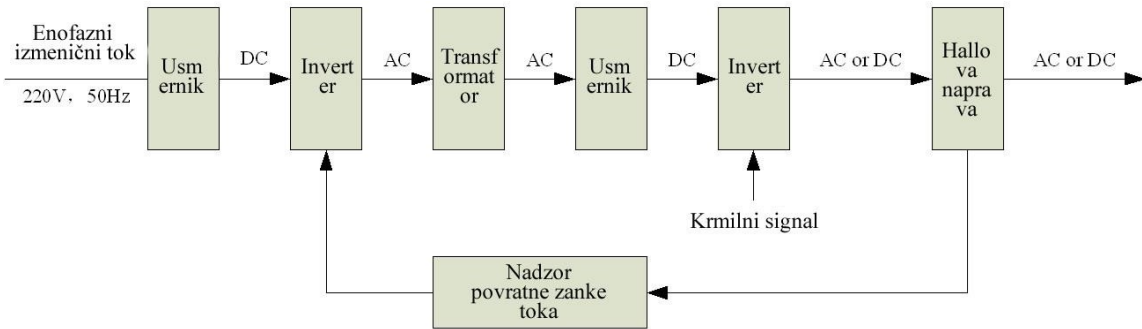 Enofazni
izmenični tok
220V, 50Hz
Usm
ernik
DC
Invert
er
AC
Transf
ormat
or
AC
Usm
ernik
DC
Invert
er
AC or DC
Hallo
va
napra
va
AC or DC
Krmilni signal
Nadzor
povratne zanke
toka